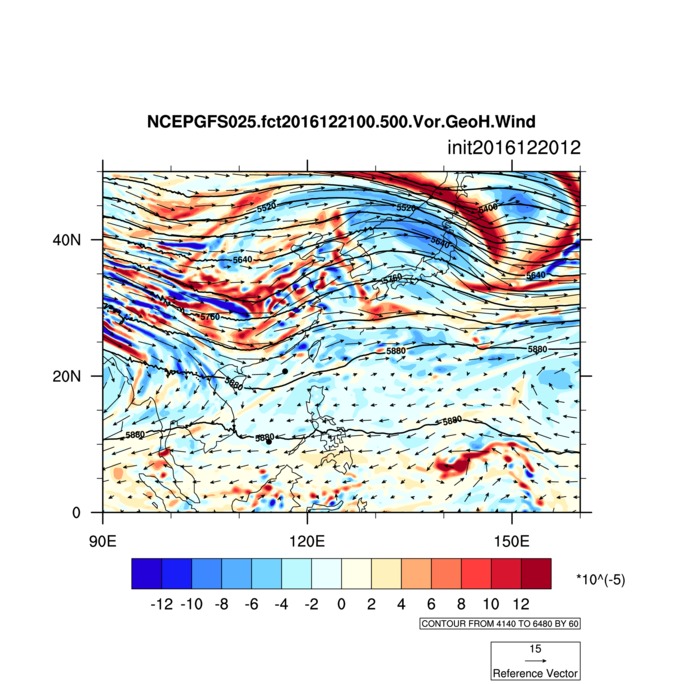 NCEPGFS025.fct2016122100.500.Vor.GeoH.Wind
init2016122012
5520
5520
5400
40N
5640
5640
5640
5760
5760
5880
5880
20N
5880
5880
5880
5880
0
90E 120E 150E
-12 -10 -8 -6 -4 -2 0 2 4 6 8 10 12
*10^(-5)
CONTOUR FROM 4140 TO 6480 BY 60
15
Reference Vector